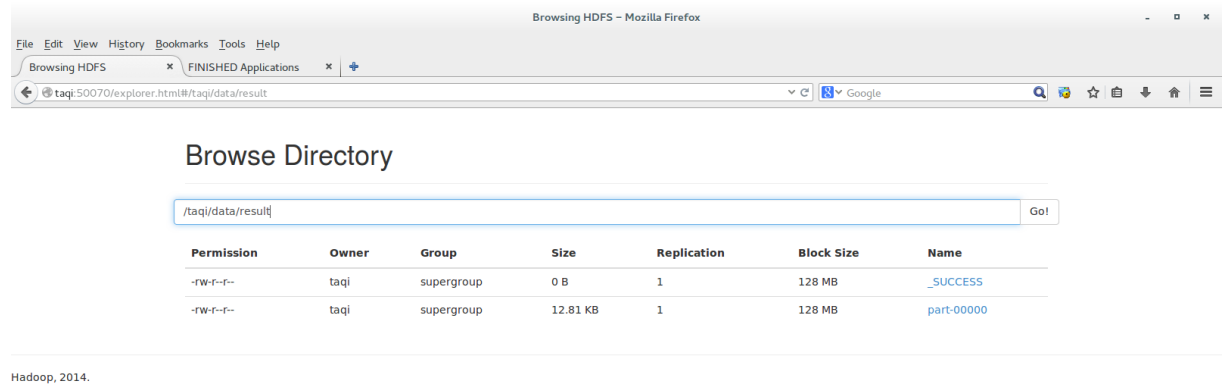 Browsing HDFS - Mozilla Firefox
File Edit View History Bookmarks Tools Help
Browsing HDFS × FINISHED Applications ×
taqi:50070/explorer.html#/taqi/data/result Google
Browse Directory
/taqi/data/result Go!
Permission Owner Group Size Replication Block Size Name
-rw-r--r-- taqi supergroup 0 B 1 128 MB _SUCCESS
-rw-r--r-- taqi supergroup 12.81 KB 1 128 MB part-00000
Hadoop, 2014.